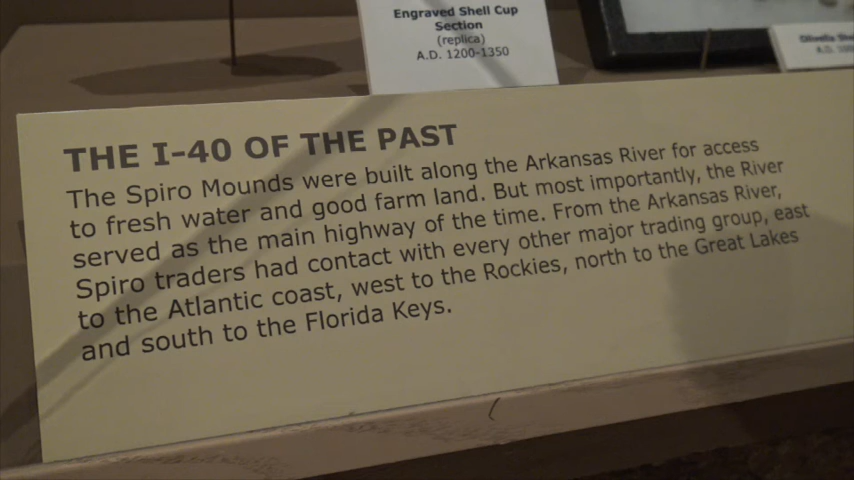 Engraved Shell Cup
Section
(replica)
A.D. 1200-1350
THE I-40 OF THE PAST
The Spiro Mounds were built along the Arkansas River for access
to fresh water and good farm land. But most importantly, the River
served as the main highway of the time. From the Arkansas River,
Spiro traders had contact with every other major trading group, east
to the Atlantic coast, west to the Rockies, north to the Great Lakes
and south to the Florida Keys.